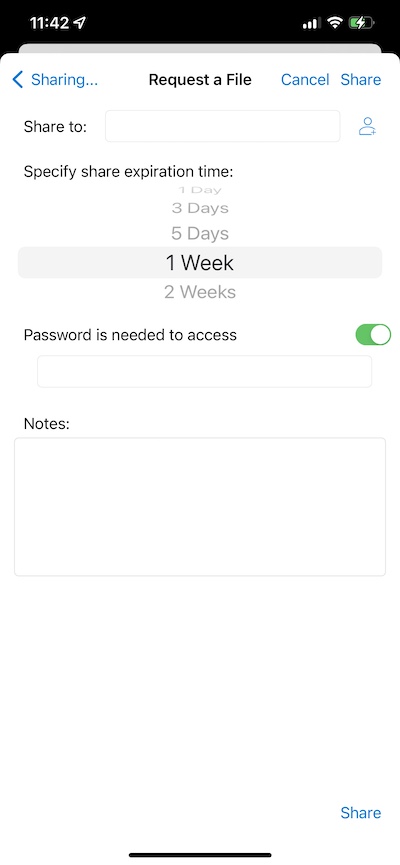 11:42
Sharing... Request a File Cancel Share
Share to:
Specify share expiration time:
1 Day
3 Days
5 Days
1 Week
2 Weeks
Password is needed to access
Notes:
Share